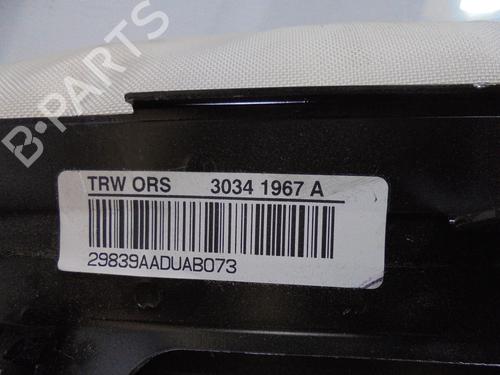 B-PARTS
TRW ORS 3034 1967 A
29839AADUAB073